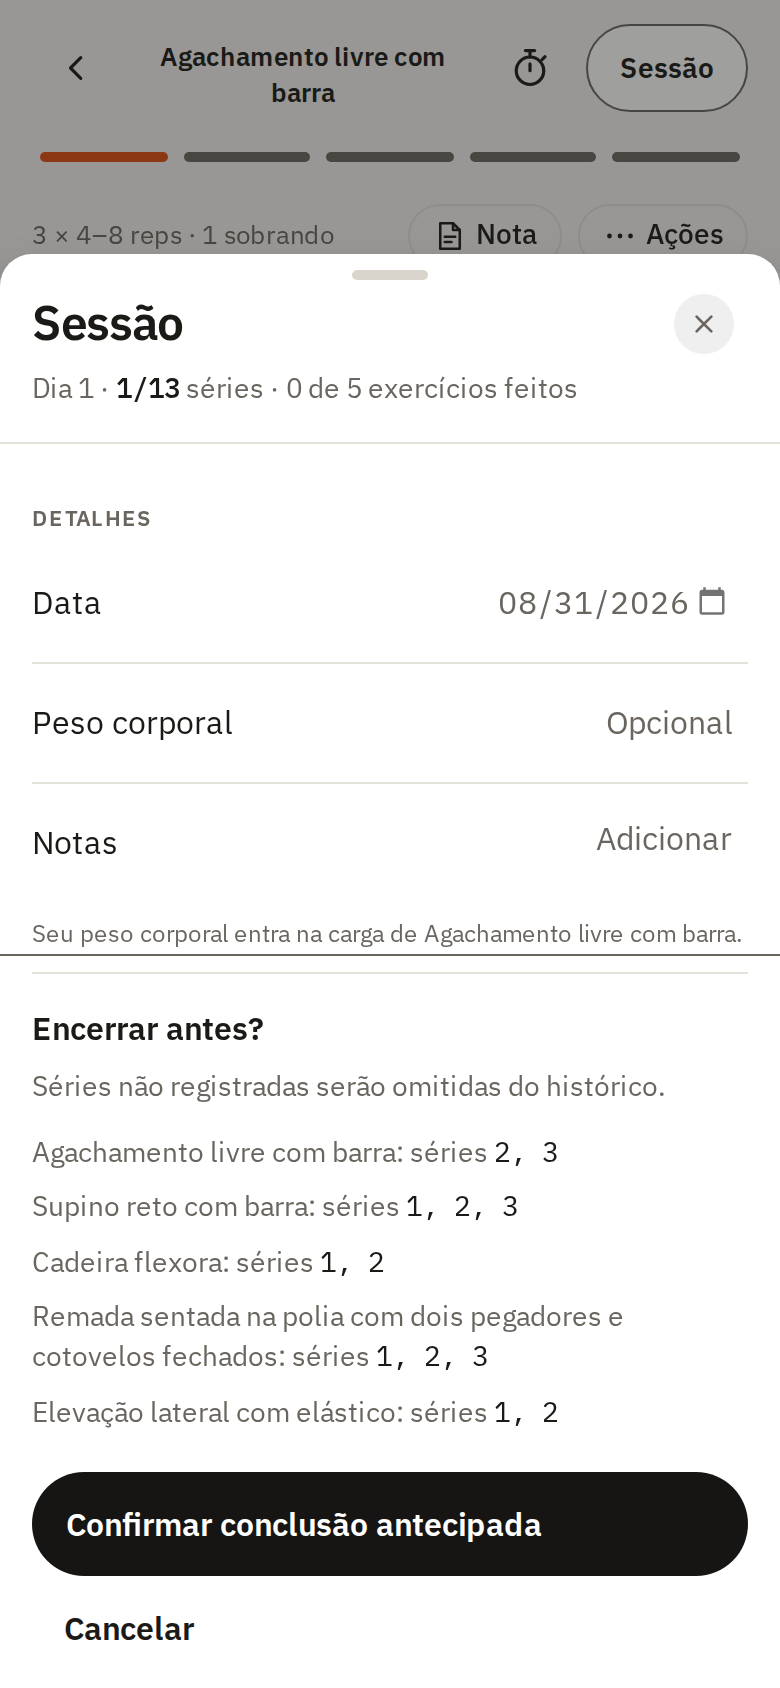 Agachamento livre com
barra
Sessão
3 × 4–8 reps · 1 sobrando
Nota
Ações
Sessão
Dia 1 · 1/13 séries · 0 de 5 exercícios feitos
DETALHES
Data
08/31/2026
Peso corporal
Opcional
Notas
Adicionar
Seu peso corporal entra na carga de Agachamento livre com barra.
Encerrar antes?
Séries não registradas serão omitidas do histórico.
Agachamento livre com barra: séries 2, 3
Supino reto com barra: séries 1, 2, 3
Cadeira flexora: séries 1, 2
Remada sentada na polia com dois pegadores e
cotovelos fechados: séries 1, 2, 3
Elevação lateral com elástico: séries 1, 2
Confirmar conclusão antecipada
Cancelar